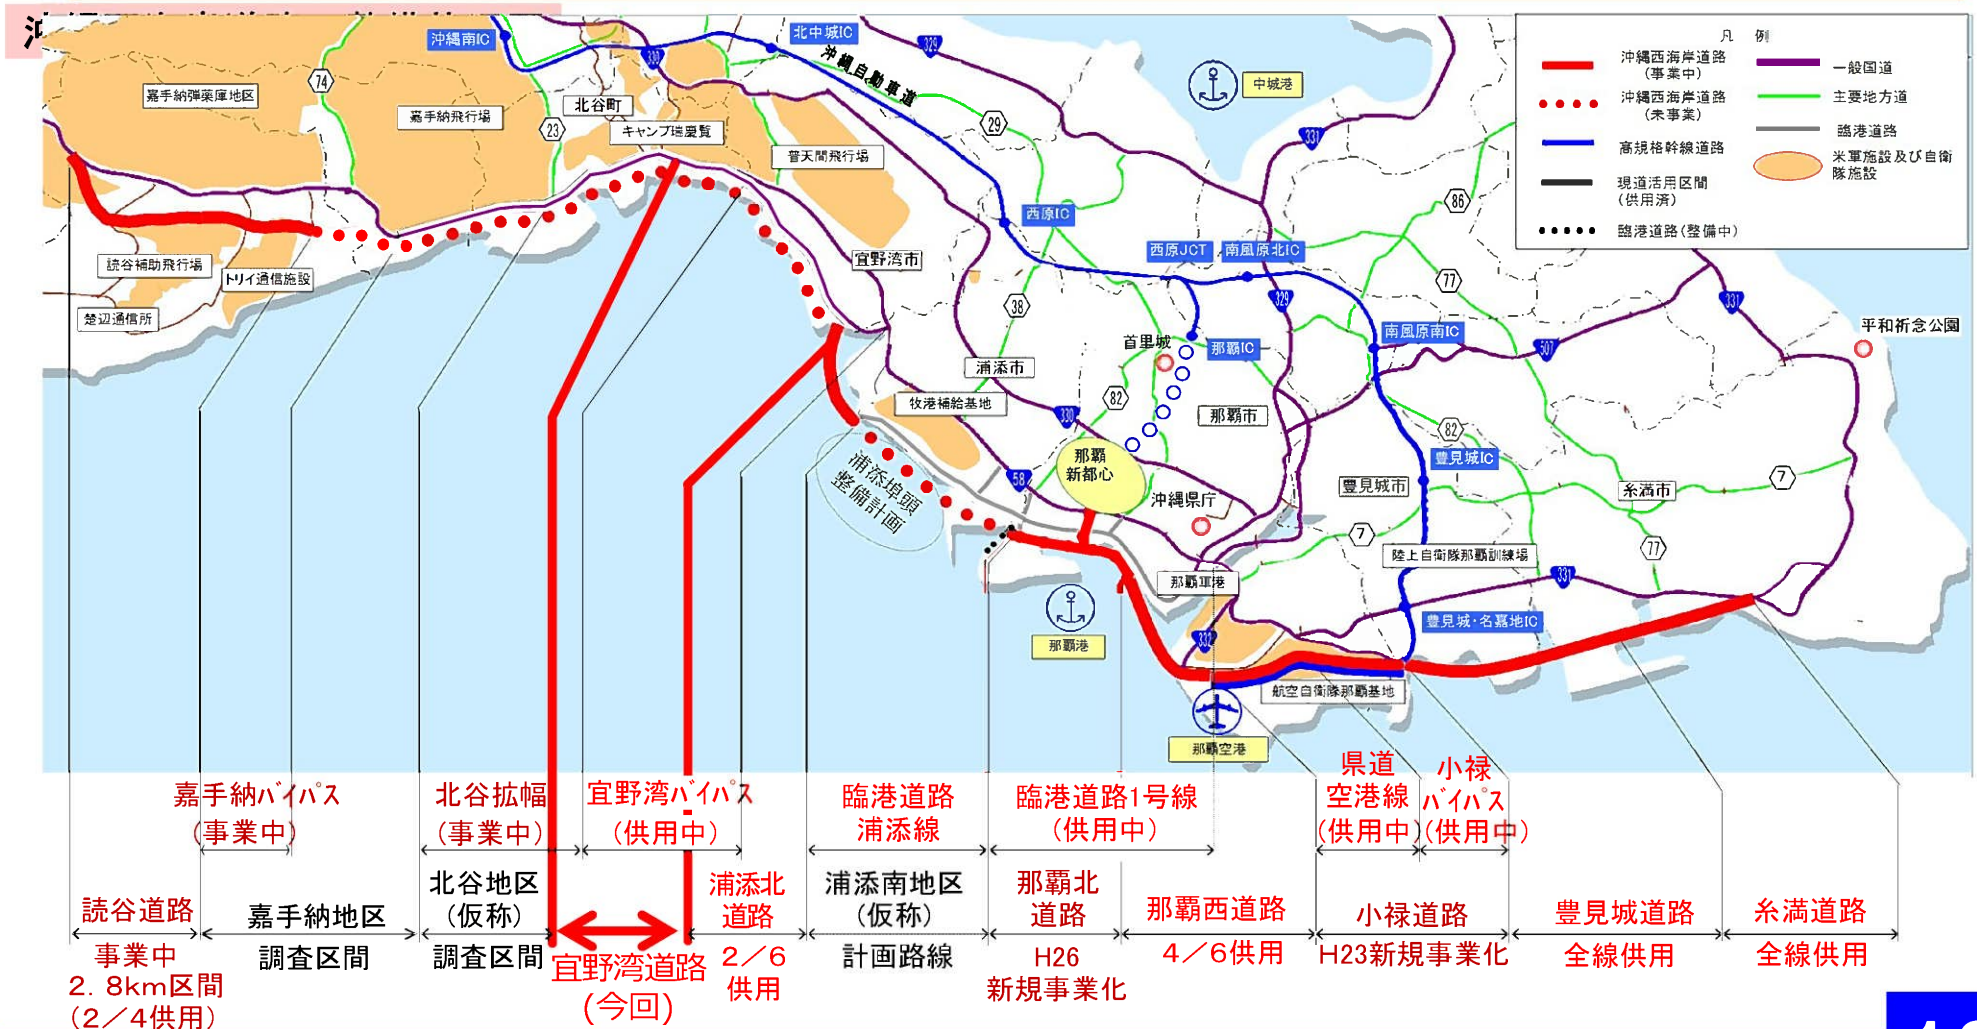 沖縄南IC
北中城IC
沖縄自動車道
中城港
嘉手納弾薬庫地区
嘉手納飛行場
北谷町
キャンプ瑞慶覧
普天間飛行場
74
23
330
329
29
331
86
凡 例
沖縄西海岸道路
(事業中)
沖縄西海岸道路
(未事業)
高規格幹線道路
現道活用区間
(供用済)
臨港道路(整備中)
一般国道
主要地方道
臨港道路
米軍施設及び自衛
隊施設
読谷補助飛行場
トリイ通信施設
楚辺通信所
宜野湾市
西原IC
西原JCT
南風原北IC
38
329
77
331
首里城
那覇IC
南風原南IC
507
平和祈念公園
浦添市
牧港補給基地
82
330
那覇市
82
豊見城IC
那覇
新都心
58
浦添埠頭
整備計画
沖縄県庁
豊見城市
糸満市
7
7
77
陸上自衛隊那覇訓練場
331
那覇軍港
那覇港
332
豊見城・名嘉地IC
航空自衛隊那覇基地
那覇空港
嘉手納バイパス
(事業中)
北谷拡幅
(事業中)
宜野湾バイパス
(供用中)
臨港道路
浦添線
臨港道路1号線
(供用中)
県道
空港線
(供用中)
小禄
バイパス
(供用中)
読谷道路
事業中
2.8km区間
(2/4供用)
嘉手納地区
調査区間
北谷地区
(仮称)
調査区間
宜野湾道路
(今回)
浦添北
道路
2/6
供用
浦添南地区
(仮称)
計画路線
那覇北
道路
H26
新規事業化
那覇西道路
4/6供用
小禄道路
H23新規事業化
豊見城道路
全線供用
糸満道路
全線供用